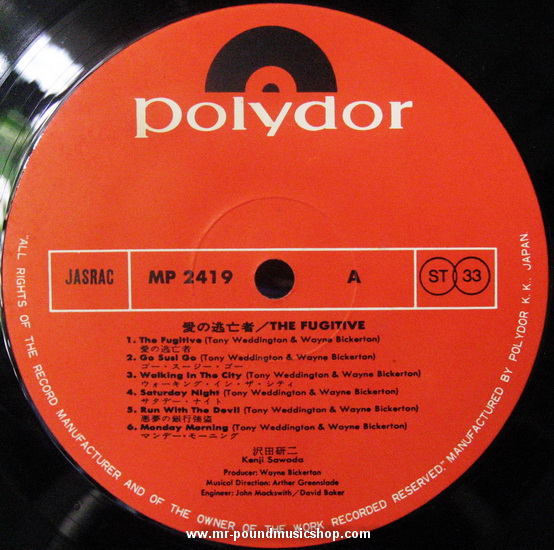 polydor
JASRAC
MP 2419
A
ST 33
愛の逃亡者/THE FUGITIVE
1. The Fugitive (Tony Weddington & Wayne Bickerton)
愛の逃亡者
2. Go Susi Go (Tony Weddington & Wayne Bickerton)
ゴー・スージー・ゴー
3. Walking In The City (Tony Weddington & Wayne Bickerton)
ウォーキング・イン・ザ・シティ
4. Saturday Night (Tony Weddington & Wayne Bickerton)
サタデー・ナイト
5. Run With The Devil (Tony Weddington & Wayne Bickerton)
悪夢の銀行強盗
6. Monday Morning (Tony Weddington & Wayne Bickerton)
マンデー・モーニング
沢田研二
Kenji Sawada
Producer: Wayne Bickerton
Musical Direction: Arther Greenslade
Engineer: John Mackswith/David Baker
"ALL RIGHTS OF THE RECORD MANUFACTURER AND OF THE OWNER OF THE WORK RECORDED RESERVED," MANUFACTURED BY POLYDOR K.K., JAPAN.
www.mr-poundmusicshop.com